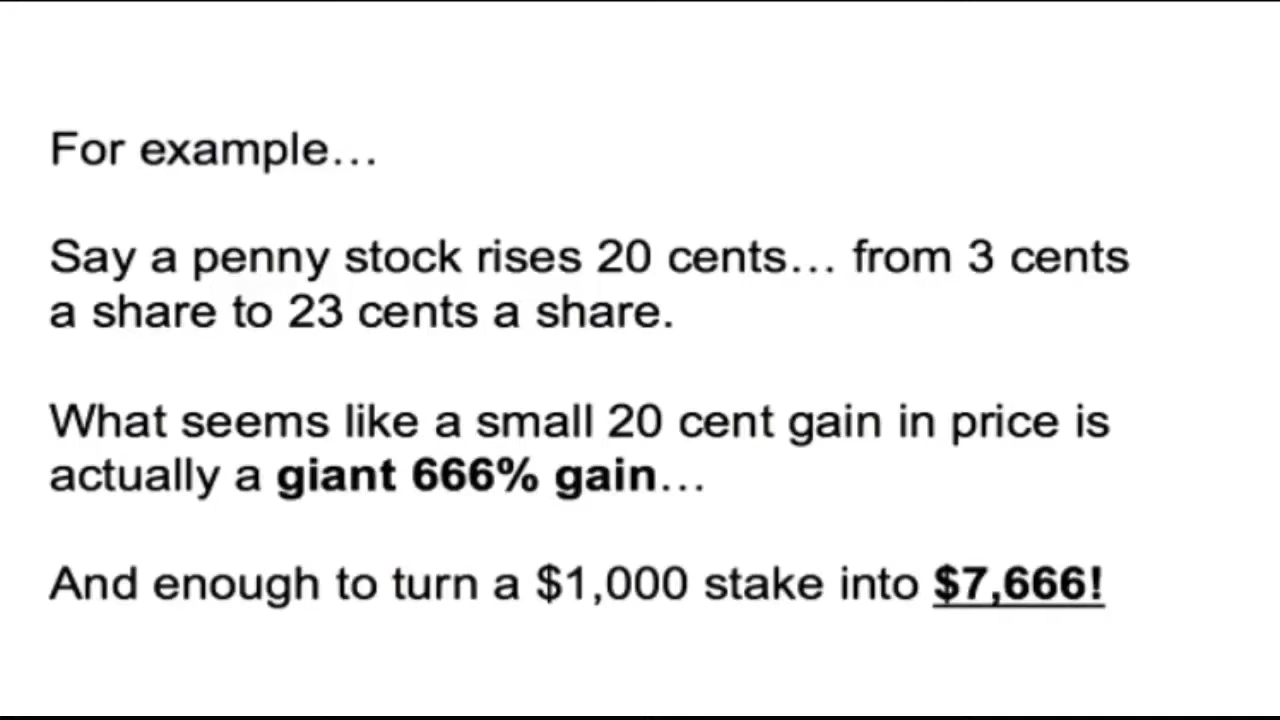 For example…
Say a penny stock rises 20 cents… from 3 cents
a share to 23 cents a share.
What seems like a small 20 cent gain in price is
actually a giant 666% gain…
And enough to turn a $1,000 stake into $7,666!